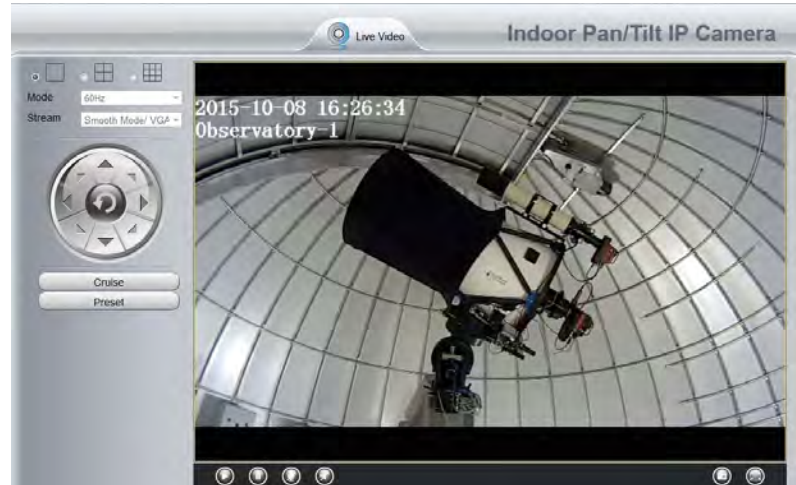 Live Video
Indoor Pan/Tilt IP Camera
Mode
60Hz
Stream
Smooth Mode/ VGA
2015-10-08 16:26:34
Observatory-1
Cruise
Preset